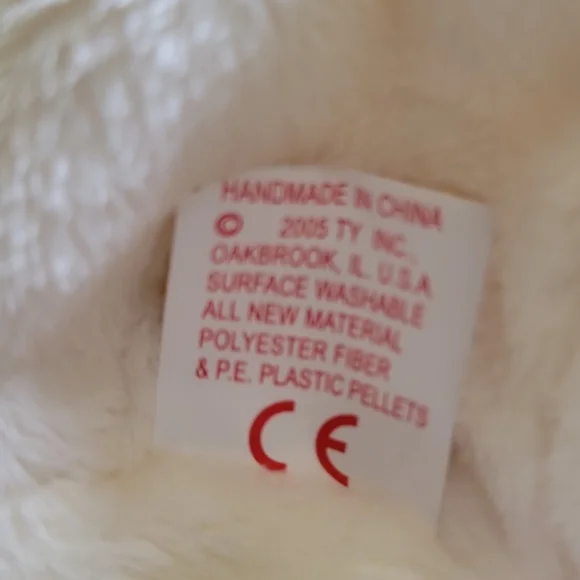 HANDMADE IN CHINA
© 2005 TY INC.,
OAKBROOK, IL. U.S.A.
SURFACE WASHABLE
ALL NEW MATERIAL
POLYESTER FIBER
& P.E. PLASTIC PELLETS
CE